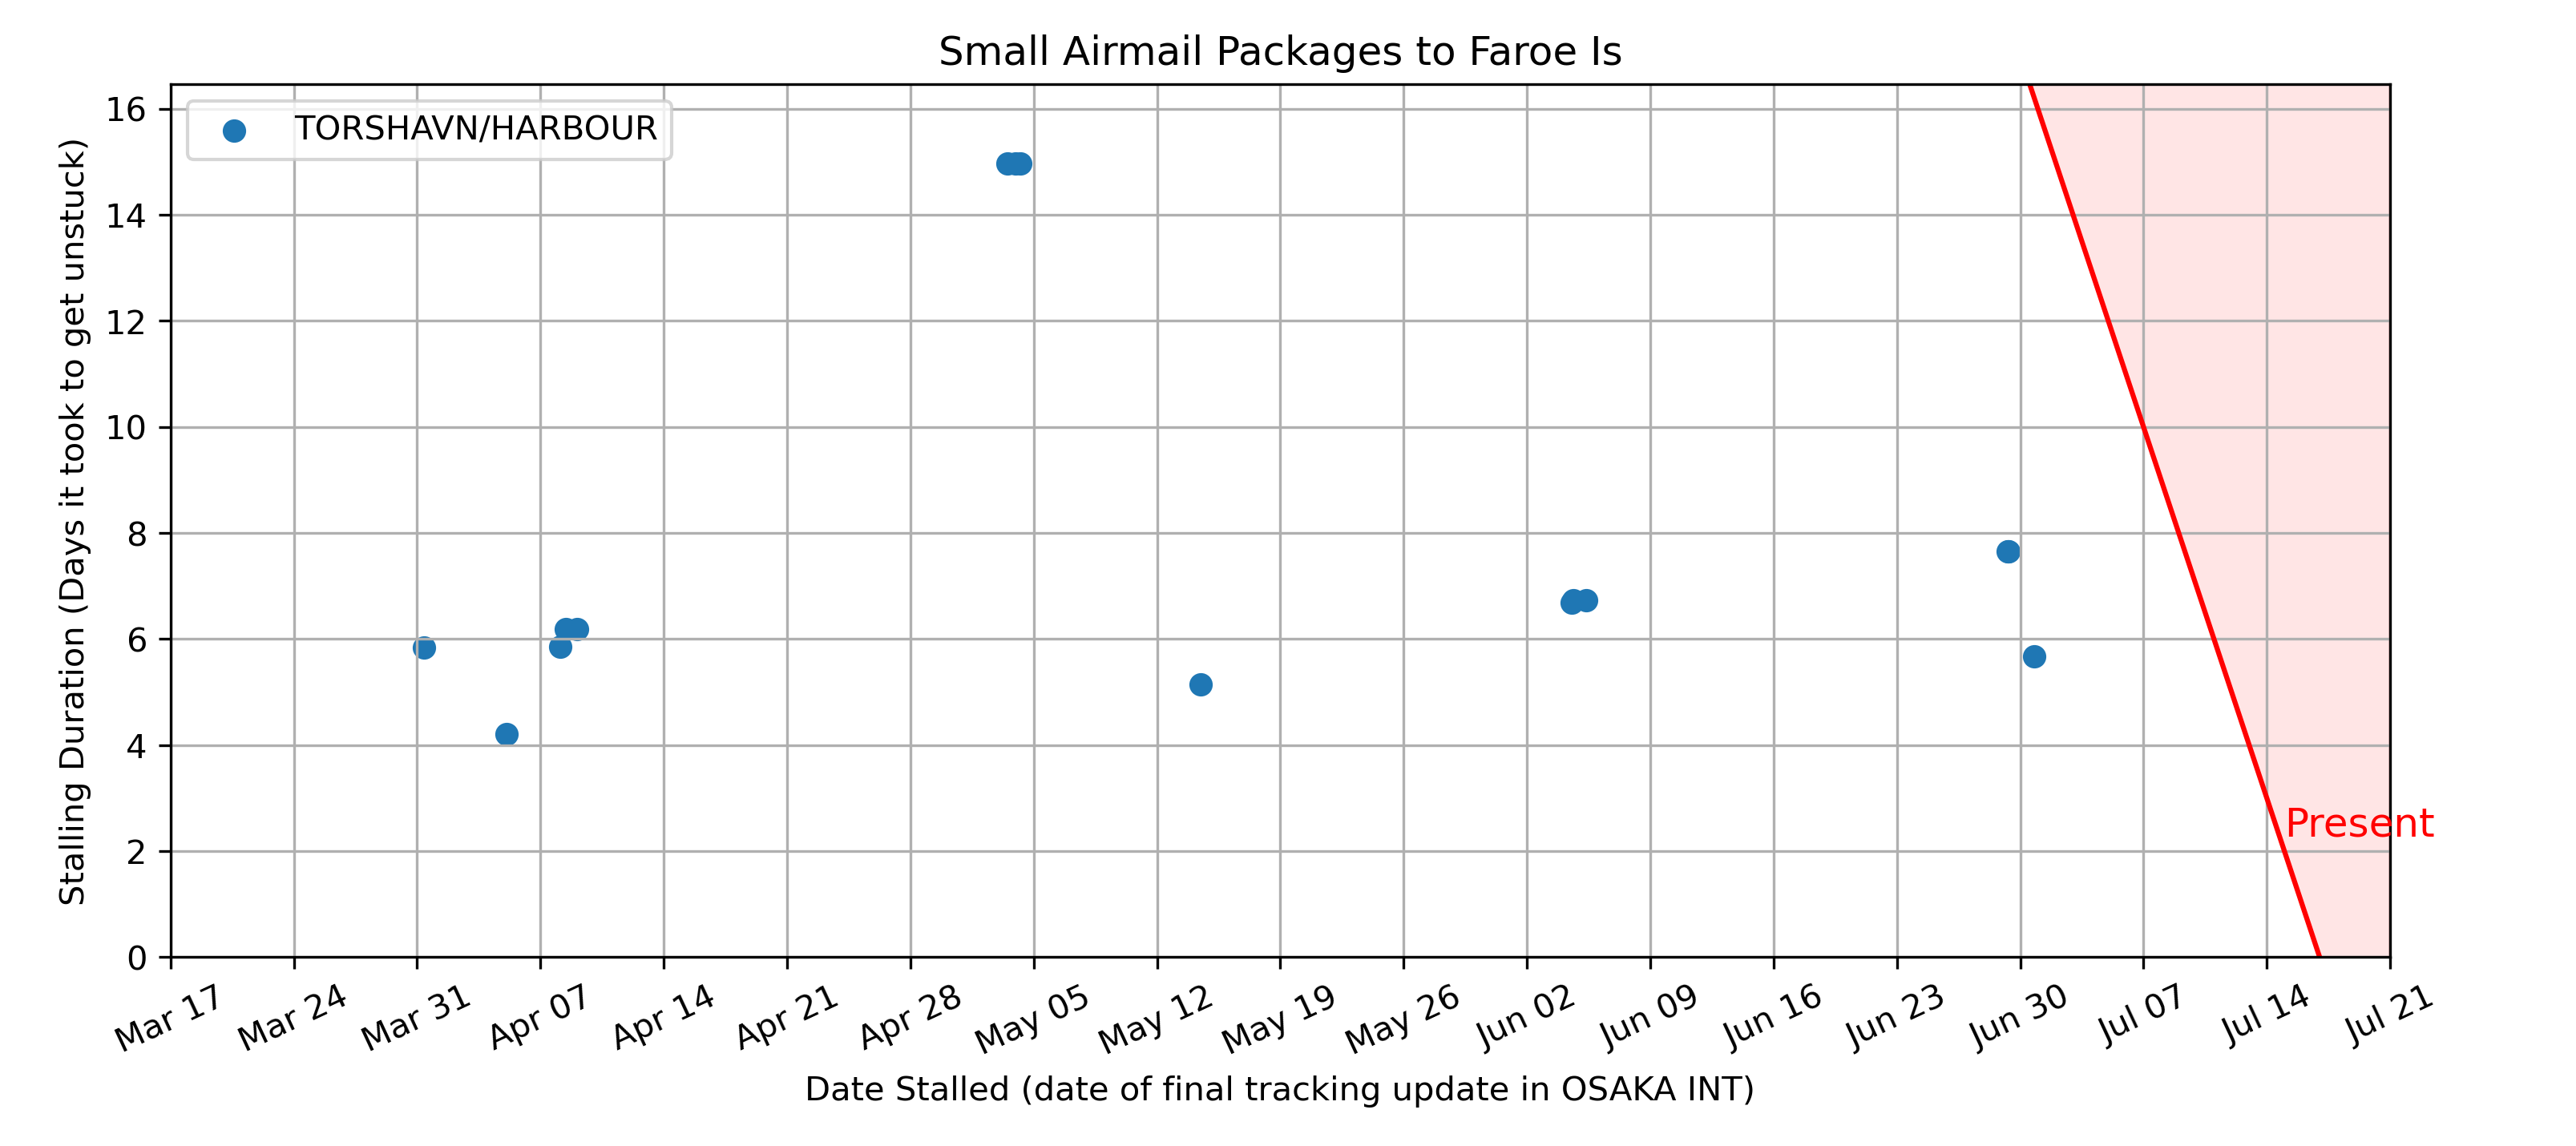 Small Airmail Packages to Faroe Is
TORSHAVN/HARBOUR
Stalling Duration (Days it took to get unstuck)
16
14
12
10
8
6
4
2
0
Present
Mar 17
Mar 24
Mar 31
Apr 07
Apr 14
Apr 21
Apr 28
May 05
May 12
May 19
May 26
Jun 02
Jun 09
Jun 16
Jun 23
Jun 30
Jul 07
Jul 14
Jul 21
Date Stalled (date of final tracking update in OSAKA INT)